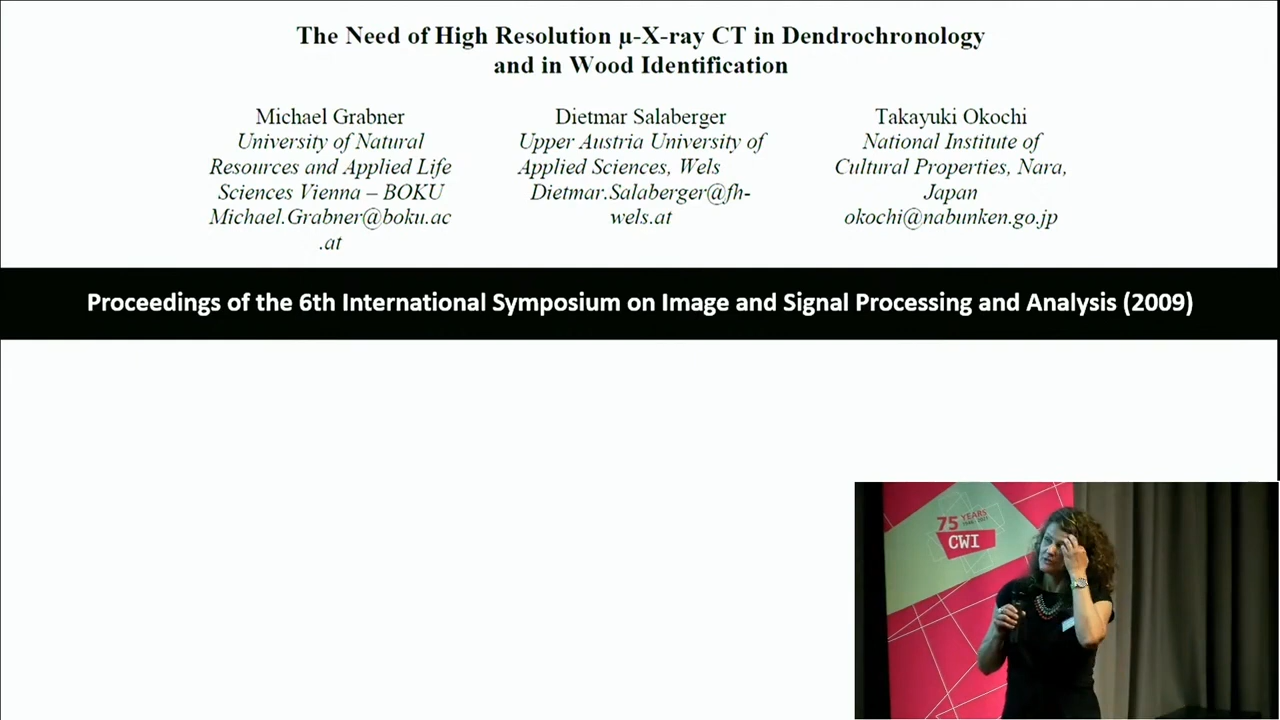 The Need of High Resolution µ-X-ray CT in Dendrochronology
and in Wood Identification
Michael Grabner
University of Natural
Resources and Applied Life
Sciences Vienna – BOKU
Michael.Grabner@boku.ac
.at
Dietmar Salaberger
Upper Austria University of
Applied Sciences, Wels
Dietmar.Salaberger@fh-
wels.at
Takayuki Okochi
National Institute of
Cultural Properties, Nara,
Japan
okochi@nabunken.go.jp
Proceedings of the 6th International Symposium on Image and Signal Processing and Analysis (2009)
75 YEARS
CWI